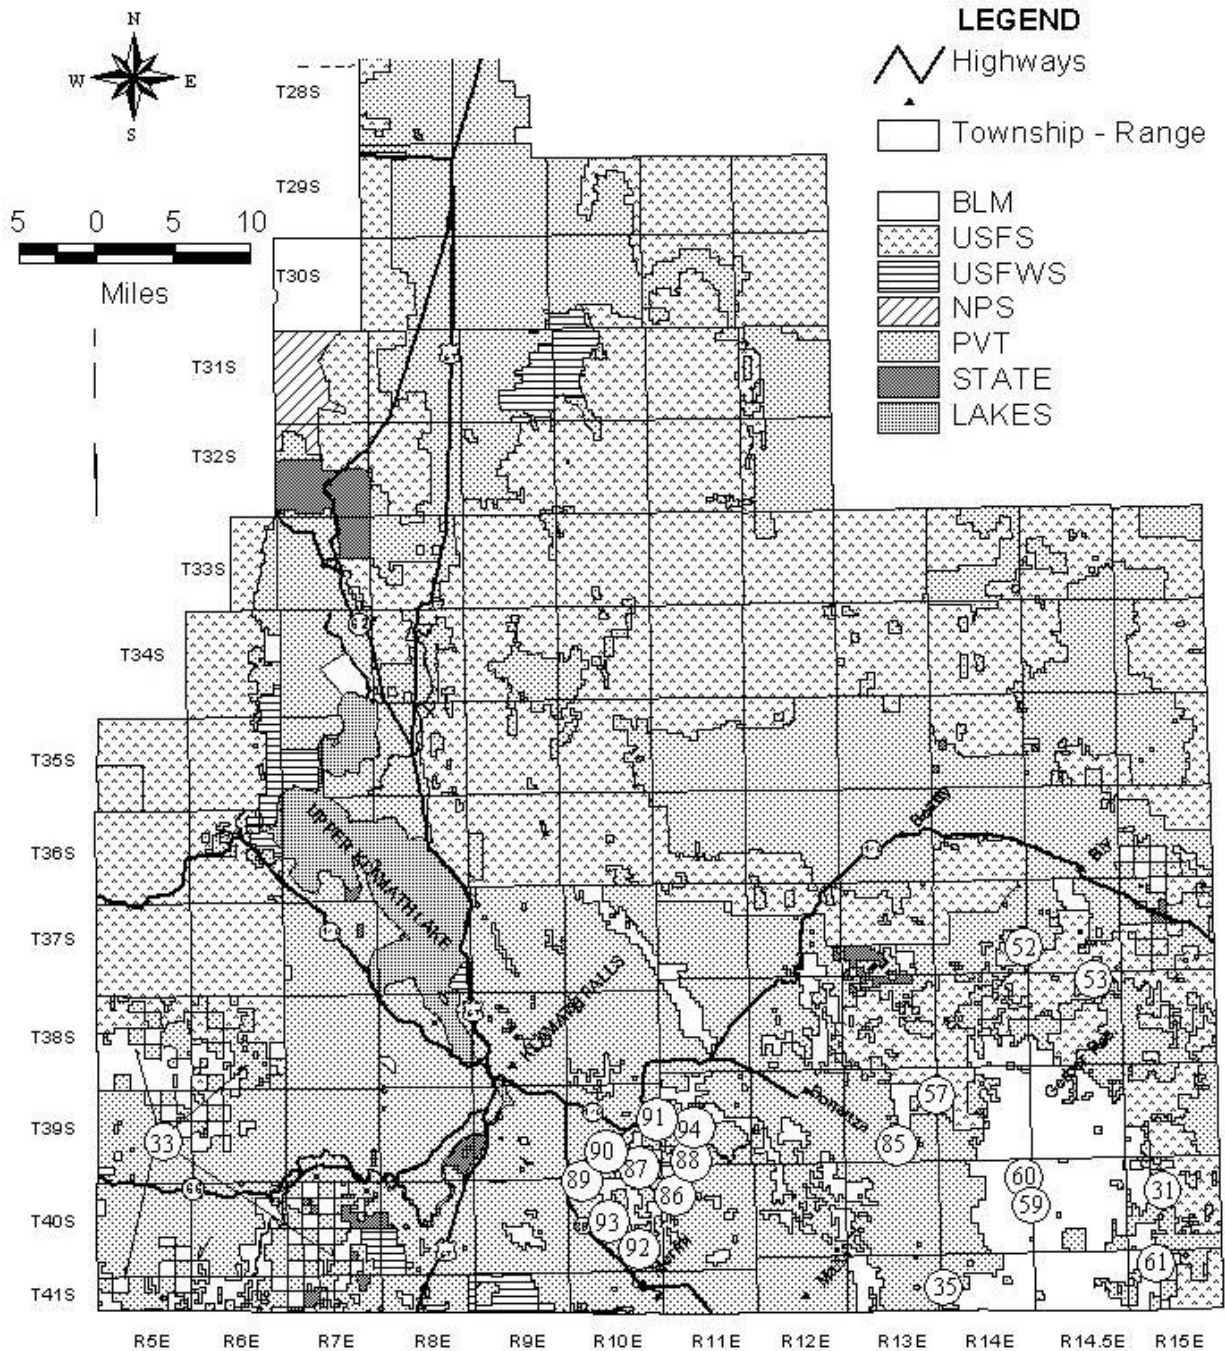 N
W E
S
LEGEND
Highways
Township - Range
BLM
USFS
USFWS
NPS
PVT
STATE
LAKES
5 0 5 10
Miles
T28S
T29S
T30S
T31S
T32S
T33S
T34S
T35S
T36S
T37S
T38S
T39S
T40S
T41S
UPPER KLAMATH LAKE
KLAMATH FALLS
Beatty
Bly
52
53
57
91
94
85
33
90
87
88
89
86
60
59
31
93
92
61
35
66
R5E R6E R7E R8E R9E R10E R11E R12E R13E R14E R14.5E R15E